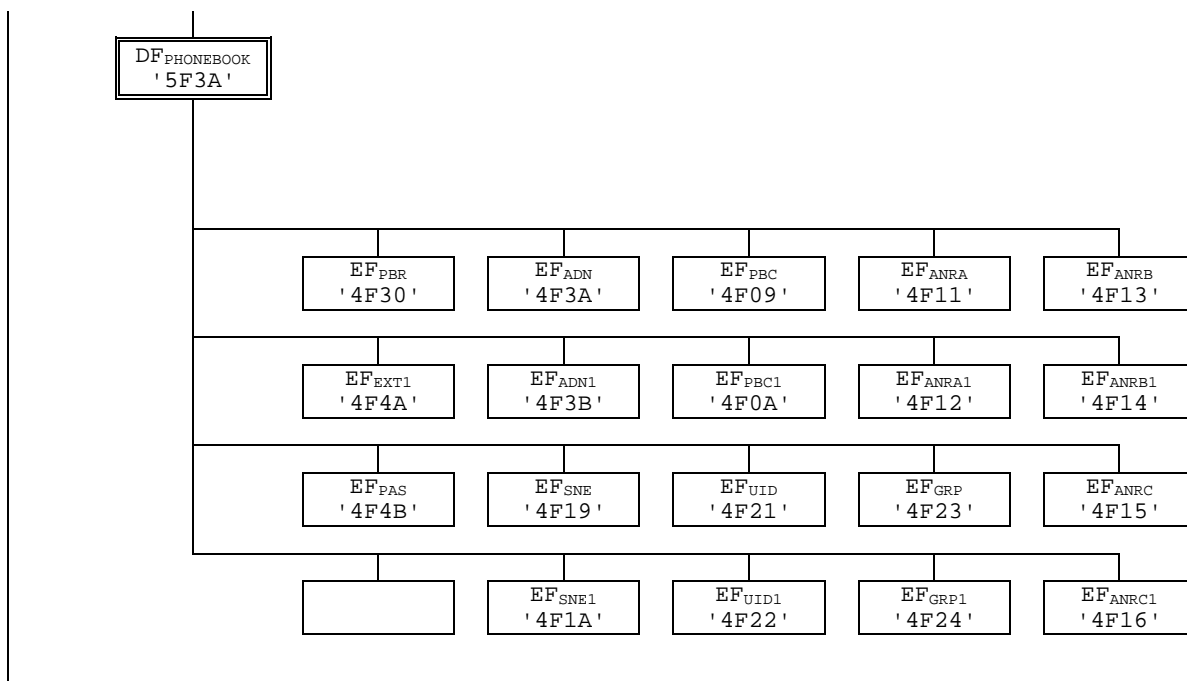 DFPHONEBOOK
'5F3A'
EFPBR
'4F30'
EFADN
'4F3A'
EFPBC
'4F09'
EFANRA
'4F11'
EFANRB
'4F13'
EFEXT1
'4F4A'
EFADN1
'4F3B'
EFPBC1
'4F0A'
EFANRA1
'4F12'
EFANRB1
'4F14'
EFPAS
'4F4B'
EFSNE
'4F19'
EFUID
'4F21'
EFGRP
'4F23'
EFANRC
'4F15'
EFSNE1
'4F1A'
EFUID1
'4F22'
EFGRP1
'4F24'
EFANRC1
'4F16'